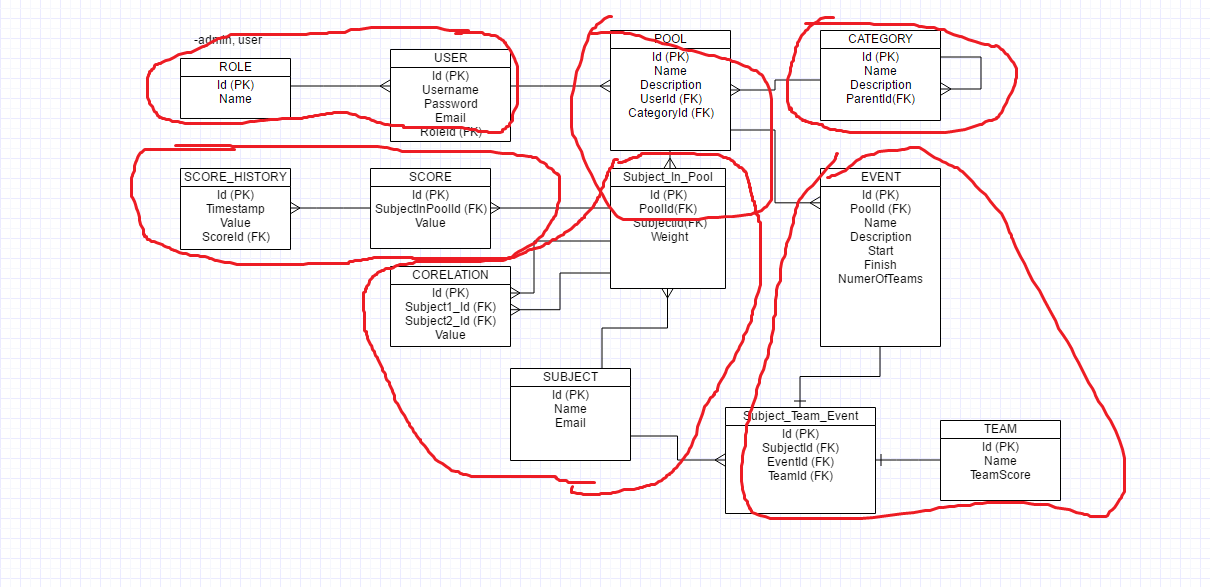 -admin, user
ROLE
Id (PK)
Name
USER
Id (PK)
Username
Password
Email
RoleId (FK)
POOL
Id (PK)
Name
Description
UserId (FK)
CategoryId (FK)
CATEGORY
Id (PK)
Name
Description
ParentId(FK)
SCORE_HISTORY
Id (PK)
Timestamp
Value
ScoreId (FK)
SCORE
Id (PK)
SubjectInPoolId (FK)
Value
Subject_In_Pool
Id (PK)
PoolId(FK)
SubjectId(FK)
Weight
EVENT
Id (PK)
PoolId (FK)
Name
Description
Start
Finish
NumerOfTeams
CORELATION
Id (PK)
Subject1_Id (FK)
Subject2_Id (FK)
Value
SUBJECT
Id (PK)
Name
Email
Subject_Team_Event
Id (PK)
SubjectId (FK)
EventId (FK)
TeamId (FK)
TEAM
Id (PK)
Name
TeamScore